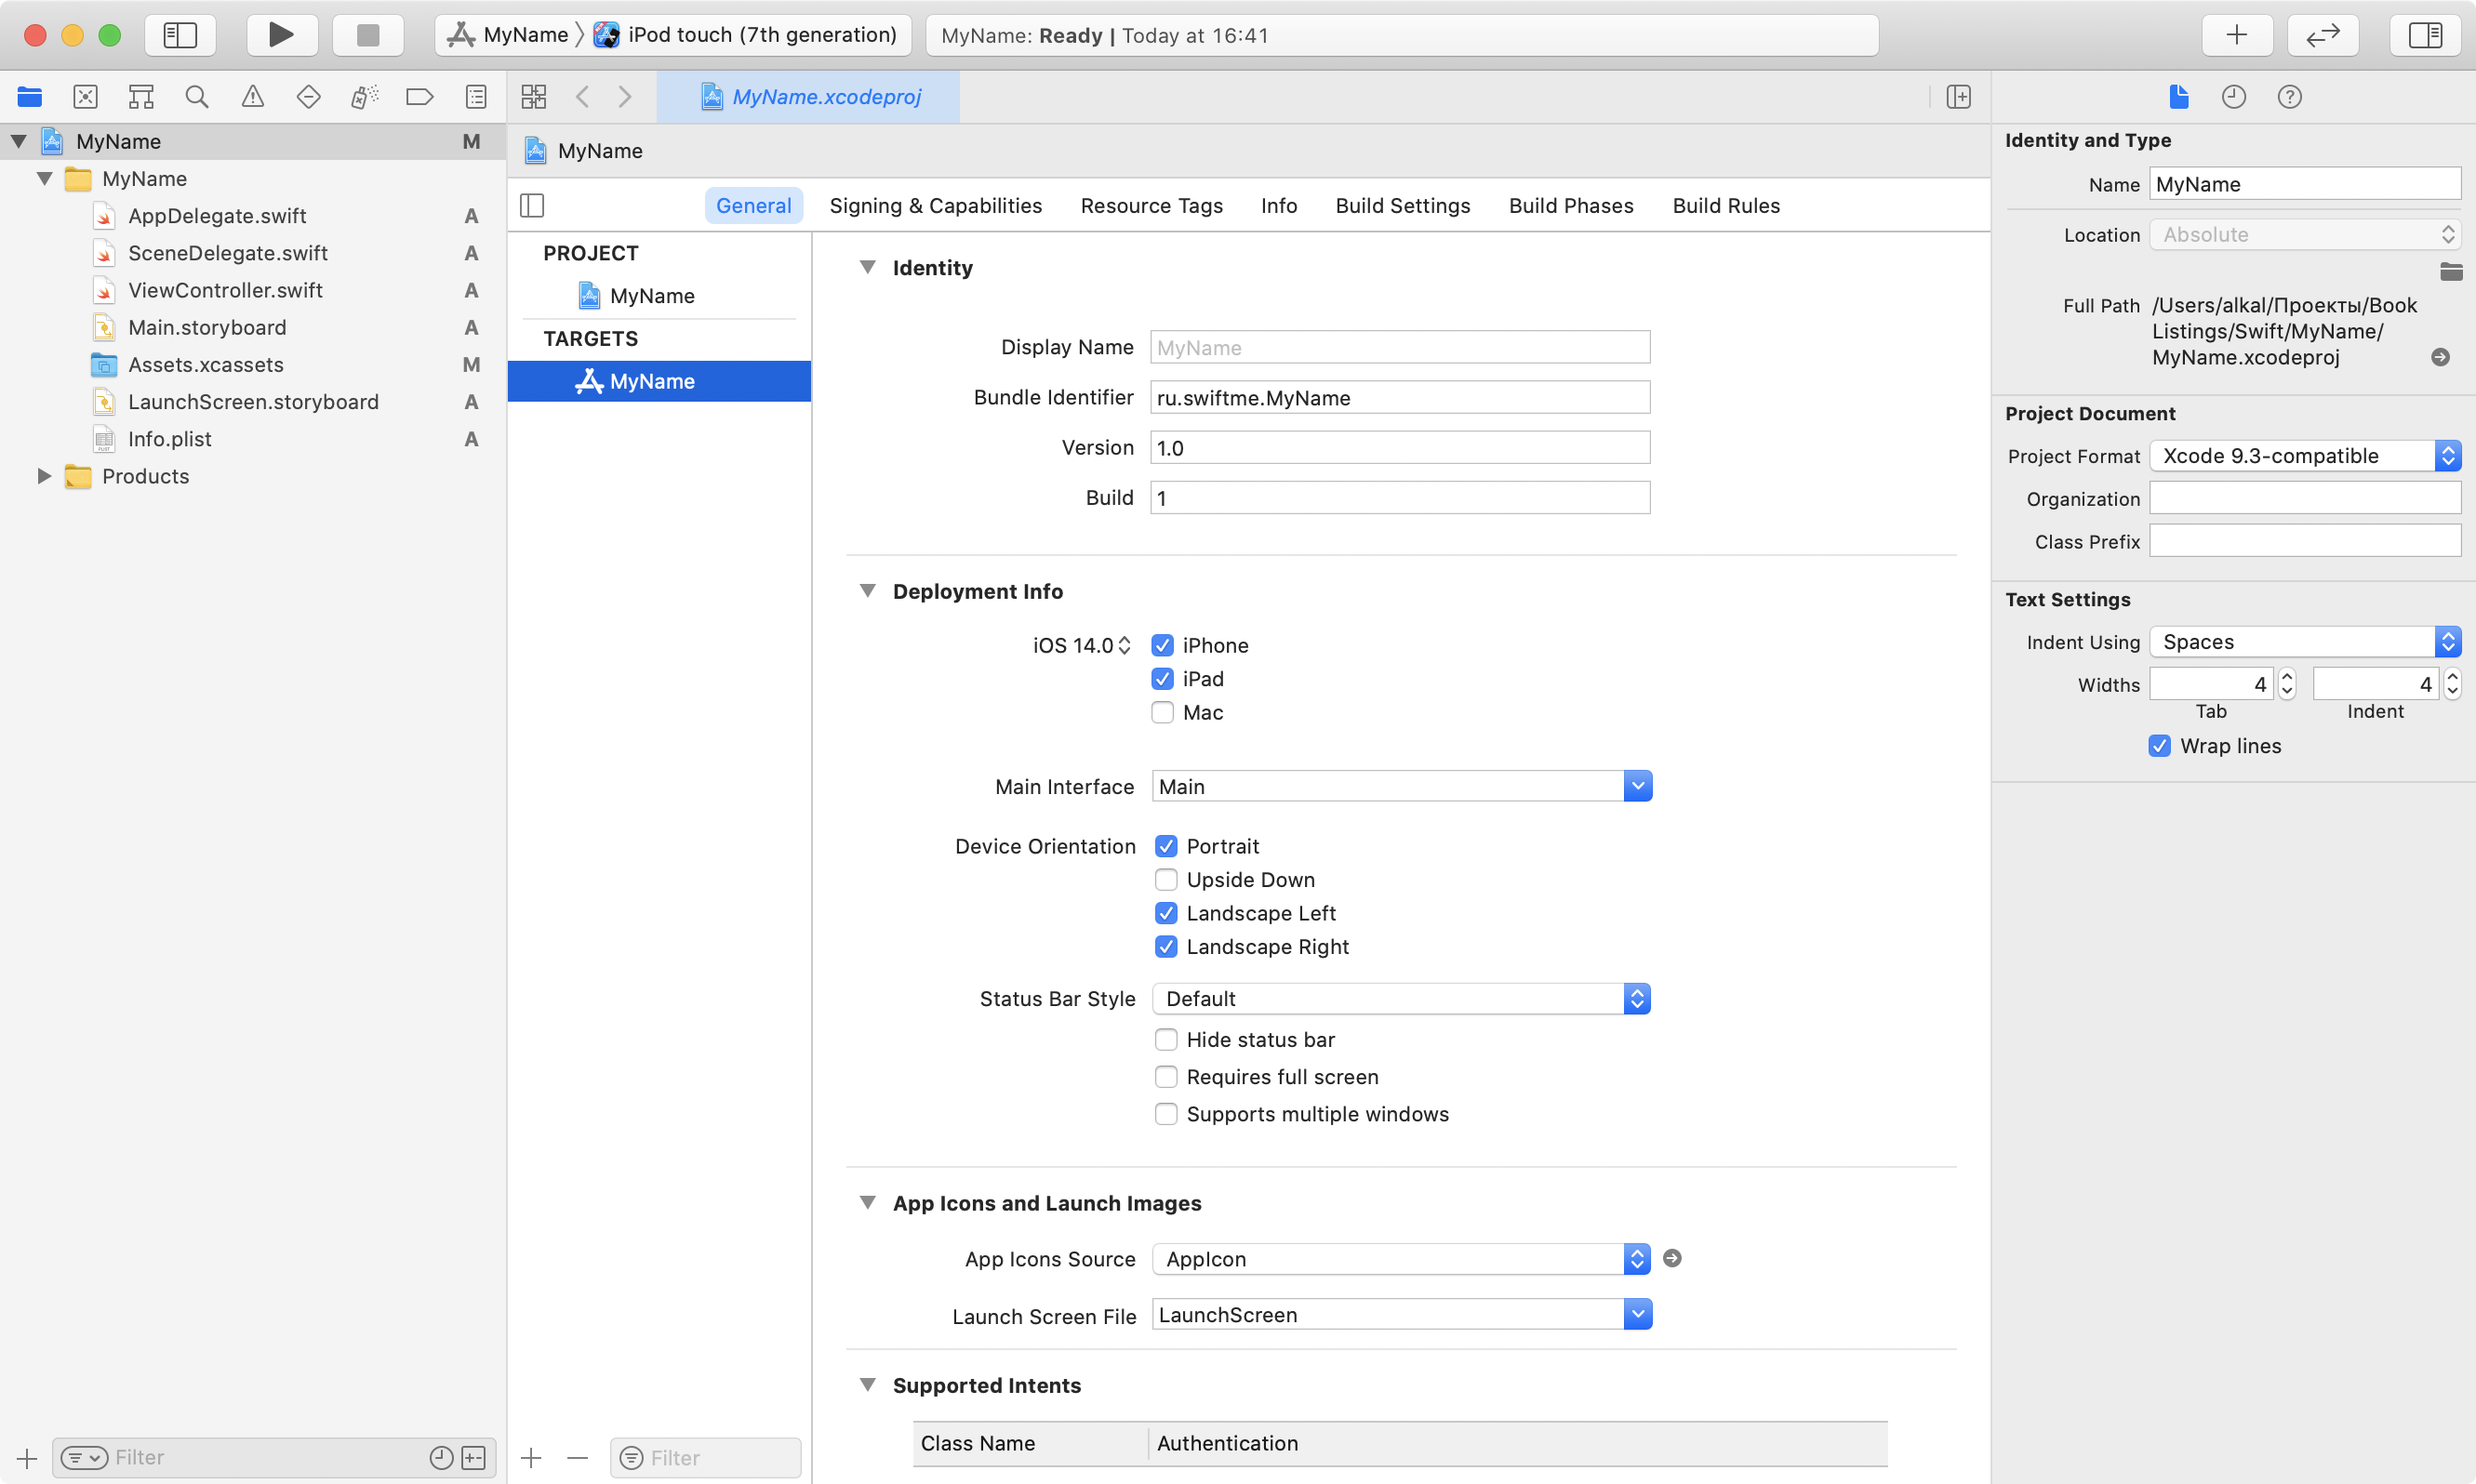 MyName
iPod touch (7th generation)
MyName: Ready | Today at 16:41
MyName.xcodeproj
MyName M
MyName
AppDelegate.swift A
SceneDelegate.swift A
ViewController.swift A
Main.storyboard A
Assets.xcassets M
LaunchScreen.storyboard A
Info.plist A
Products
Filter
MyName
General Signing & Capabilities Resource Tags Info Build Settings Build Phases Build Rules
PROJECT
MyName
TARGETS
MyName
Filter
Identity
Display Name MyName
Bundle Identifier ru.swiftme.MyName
Version 1.0
Build 1
Deployment Info
iOS 14.0 iPhone
iPad
Mac
Main Interface Main
Device Orientation Portrait
Upside Down
Landscape Left
Landscape Right
Status Bar Style Default
Hide status bar
Requires full screen
Supports multiple windows
App Icons and Launch Images
App Icons Source AppIcon
Launch Screen File LaunchScreen
Supported Intents
Class Name Authentication
Identity and Type
Name MyName
Location Absolute
Full Path /Users/alkal/Проекты/Book
Listings/Swift/MyName/
MyName.xcodeproj
Project Document
Project Format Xcode 9.3-compatible
Organization
Class Prefix
Text Settings
Indent Using Spaces
Widths 4 4
Tab Indent
Wrap lines